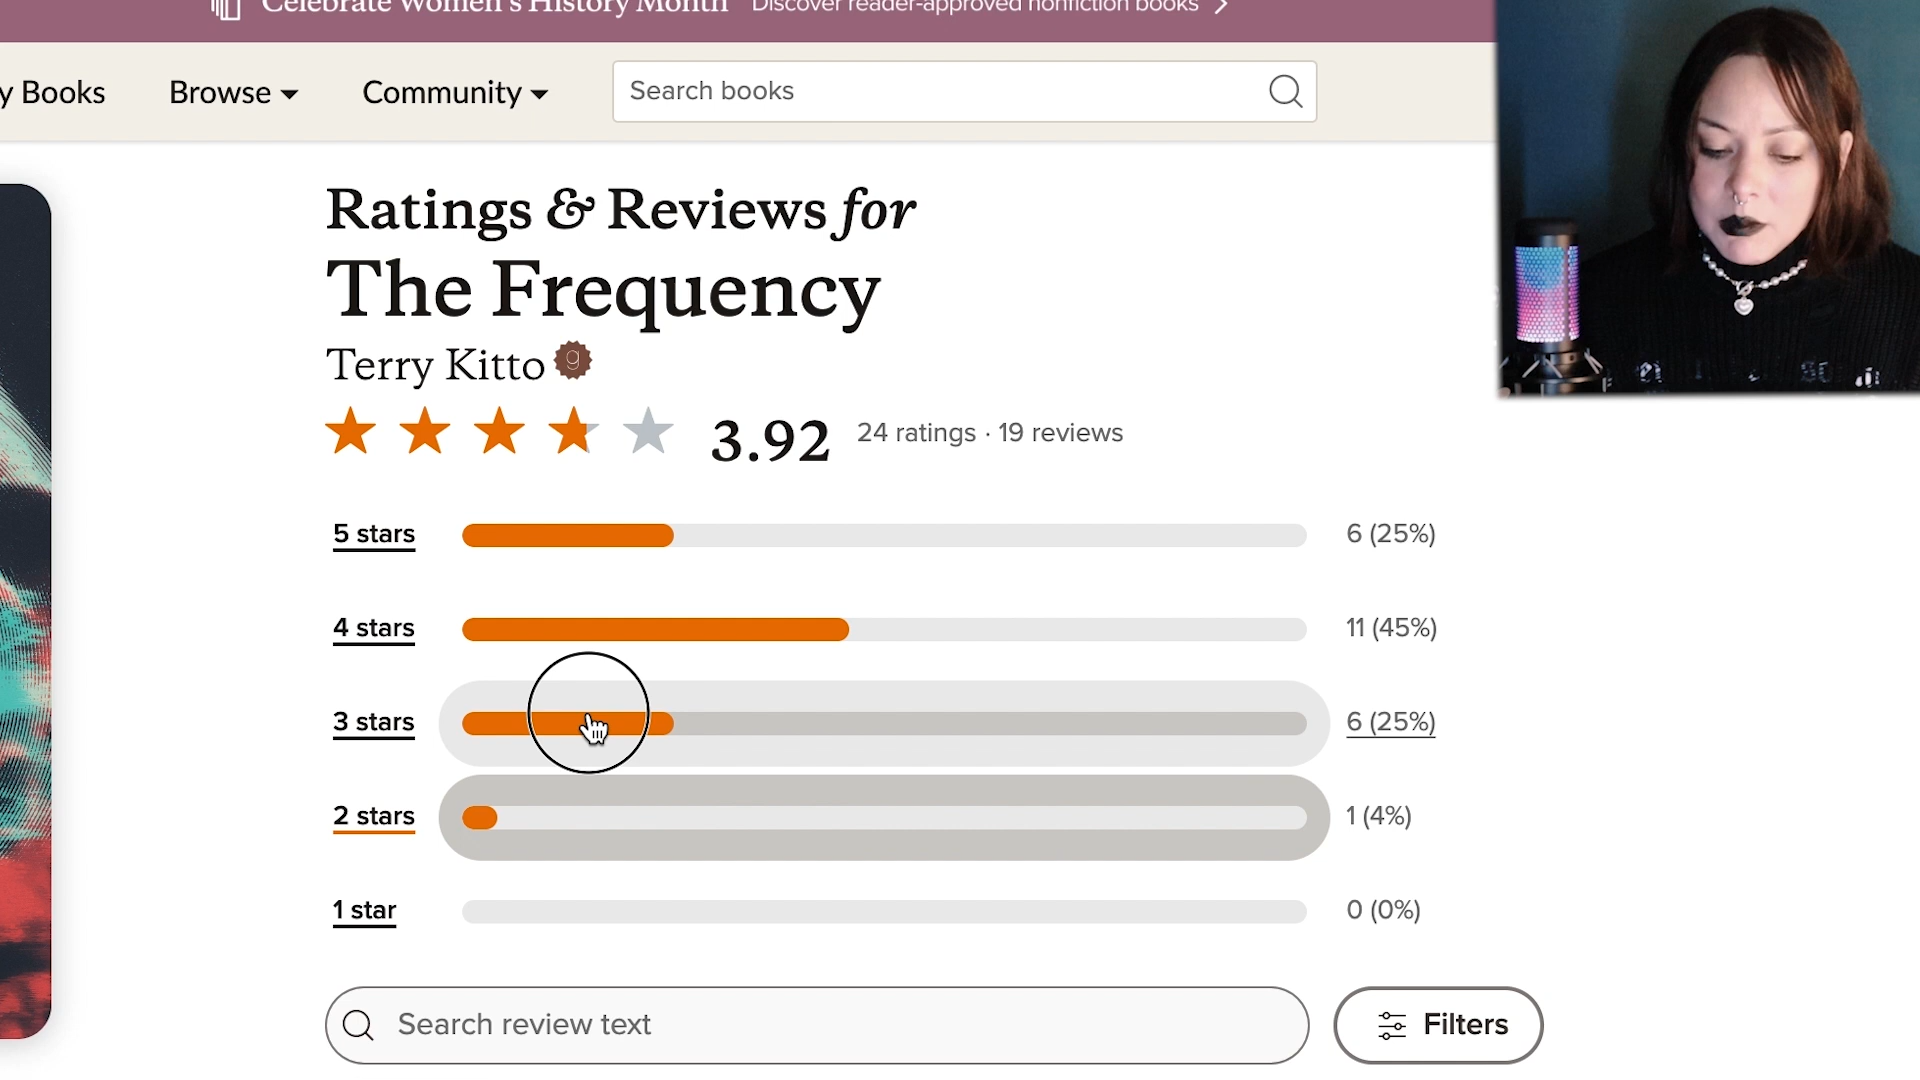 Celebrate Women's History Month Discover reader-approved nonfiction books
y Books Browse Community Search books
Ratings & Reviews for
The Frequency
Terry Kitto g
3.92 24 ratings · 19 reviews
5 stars 6 (25%)
4 stars 11 (45%)
3 stars 6 (25%)
2 stars 1 (4%)
1 star 0 (0%)
Search review text Filters